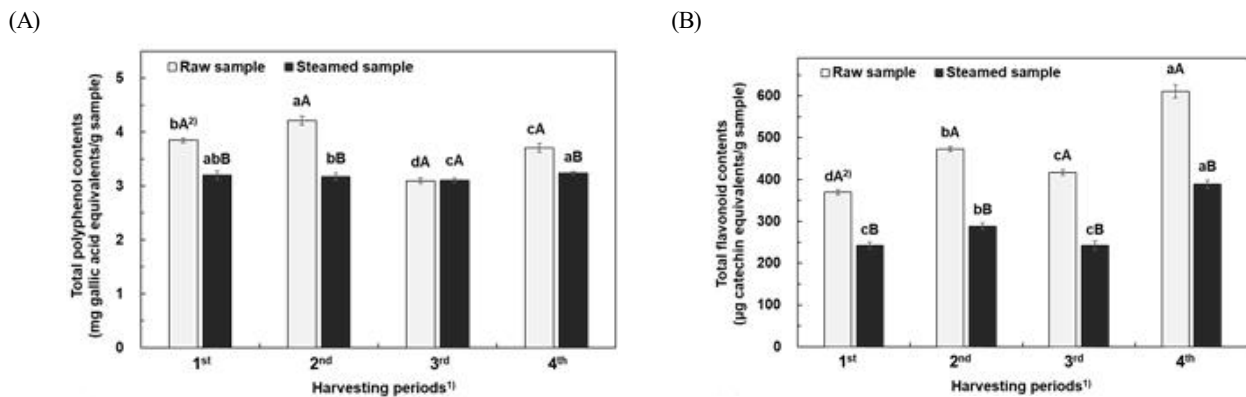 (A)
Total polyphenol contents
(mg gallic acid equivalents/g sample)
5
4
3
2
1
0
Raw sample Steamed sample
bA2)
abB
aA
bB
dA
cA
cA
aB
1st 2nd 3rd 4th
Harvesting periods1)
(B)
Total flavonoid contents
(µg catechin equivalents/g sample)
600
500
400
300
200
100
0
Raw sample Steamed sample
dA2)
cB
bA
bB
cA
cB
aA
aB
1st 2nd 3rd 4th
Harvesting periods1)